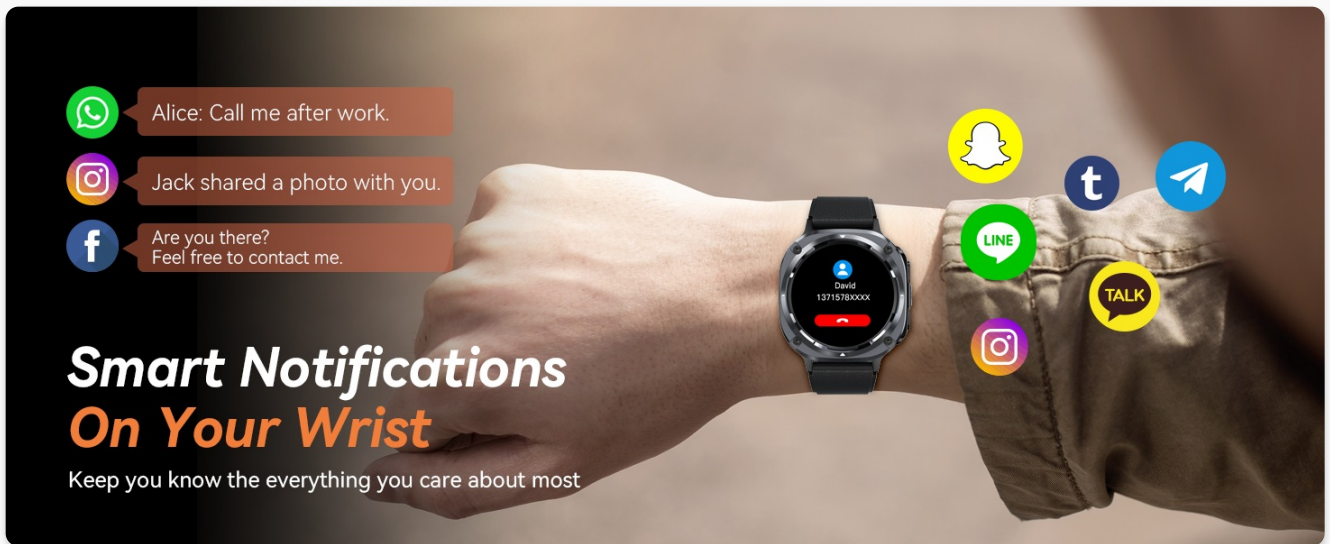 Alice: Call me after work.
Jack shared a photo with you.
Are you there?
Feel free to contact me.
Smart Notifications
On Your Wrist
Keep you know the everything you care about most
David
1371578XXXX
t
LINE
TALK